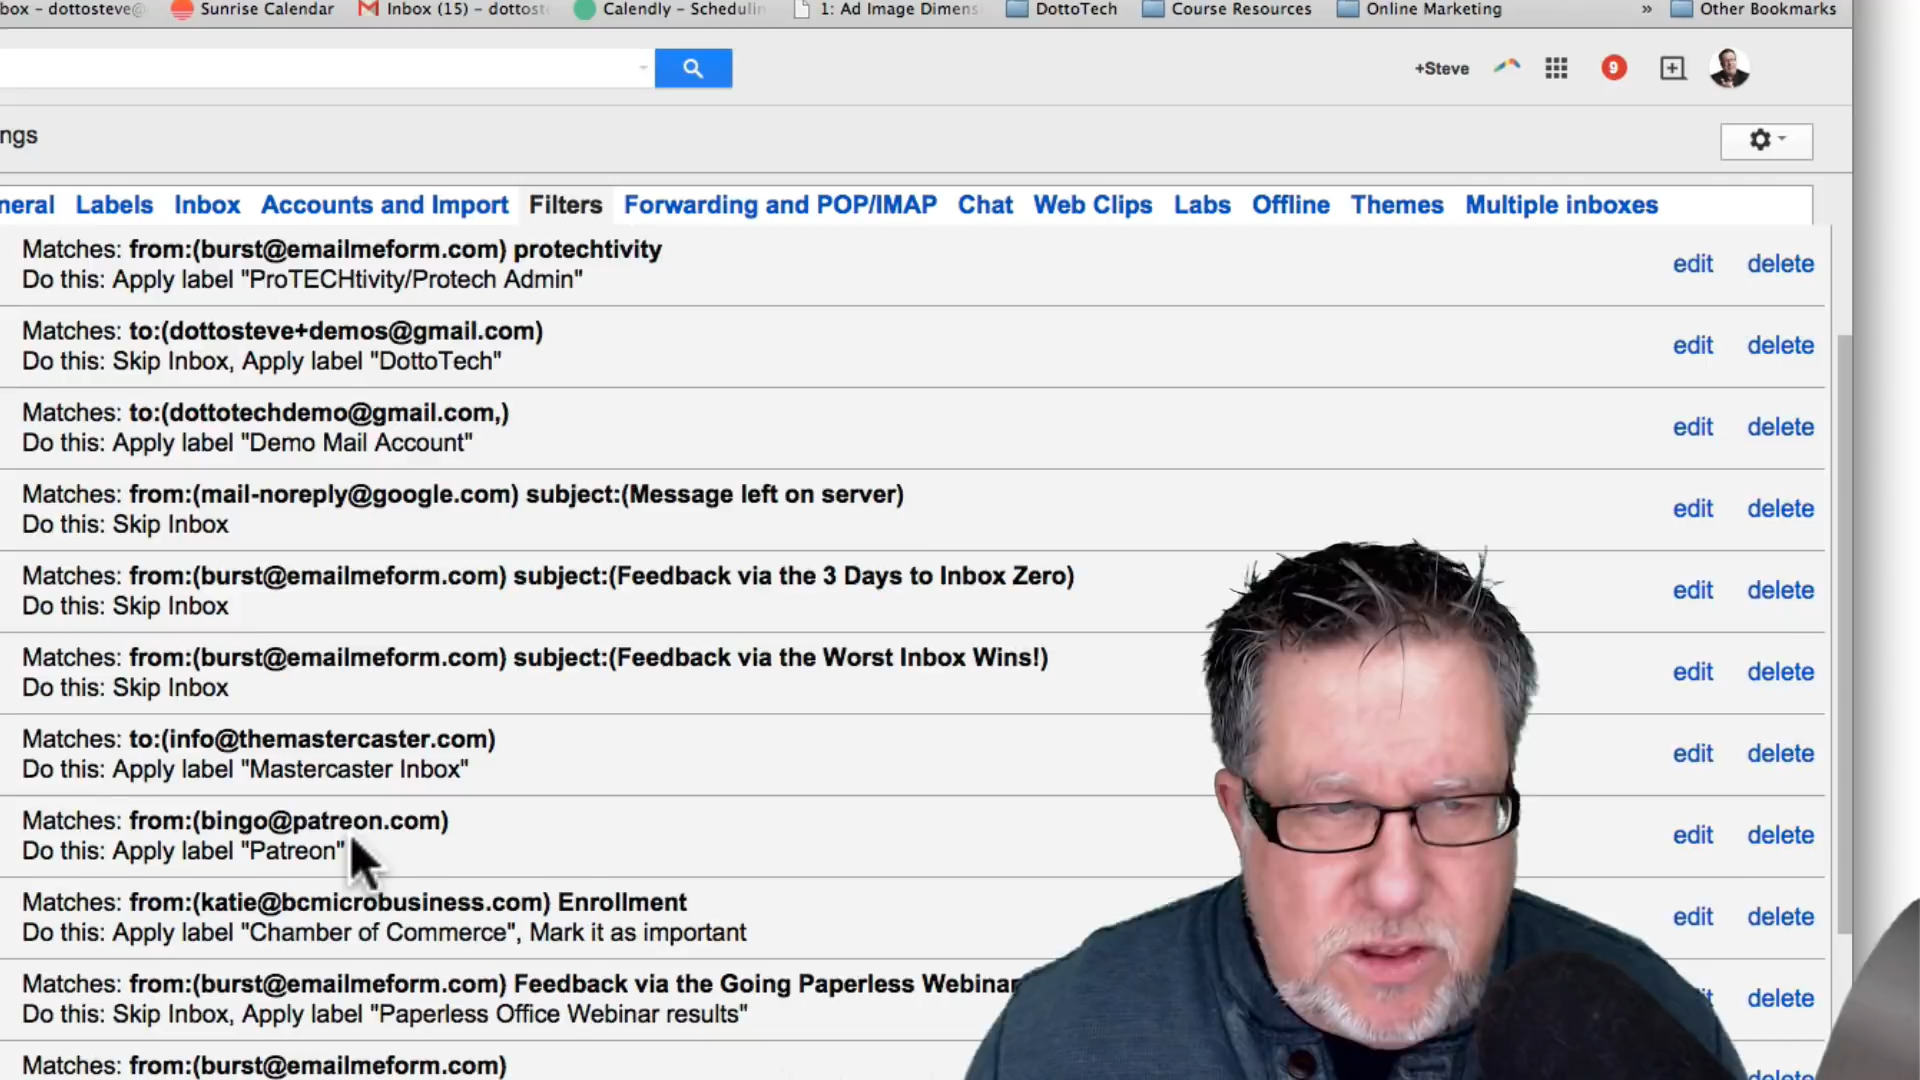 box – dottosteve@ Sunrise Calendar Inbox (15) – dottost Calendly – Schedulin 1: Ad Image Dimens DottoTech Course Resources Online Marketing » Other Bookmarks
+Steve 9
ngs
neral Labels Inbox Accounts and Import Filters Forwarding and POP/IMAP Chat Web Clips Labs Offline Themes Multiple inboxes
Matches: from:(burst@emailmeform.com) protechtivity
Do this: Apply label "ProTECHtivity/Protech Admin"
edit delete
Matches: to:(dottosteve+demos@gmail.com)
Do this: Skip Inbox, Apply label "DottoTech"
edit delete
Matches: to:(dottotechdemo@gmail.com,)
Do this: Apply label "Demo Mail Account"
edit delete
Matches: from:(mail-noreply@google.com) subject:(Message left on server)
Do this: Skip Inbox
edit delete
Matches: from:(burst@emailmeform.com) subject:(Feedback via the 3 Days to Inbox Zero)
Do this: Skip Inbox
edit delete
Matches: from:(burst@emailmeform.com) subject:(Feedback via the Worst Inbox Wins!)
Do this: Skip Inbox
edit delete
Matches: to:(info@themastercaster.com)
Do this: Apply label "Mastercaster Inbox"
edit delete
Matches: from:(bingo@patreon.com)
Do this: Apply label "Patreon"
edit delete
Matches: from:(katie@bcmicrobusiness.com) Enrollment
Do this: Apply label "Chamber of Commerce", Mark it as important
edit delete
Matches: from:(burst@emailmeform.com) Feedback via the Going Paperless Webinar
Do this: Skip Inbox, Apply label "Paperless Office Webinar results"
delete
Matches: from:(burst@emailmeform.com)
delete